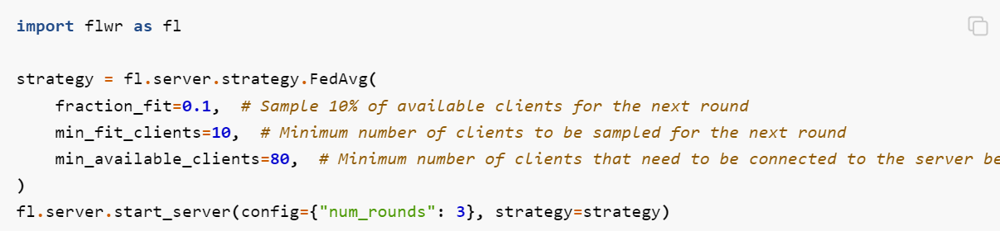 import flwr as fl
strategy = fl.server.strategy.FedAvg(
    fraction_fit=0.1,  # Sample 10% of available clients for the next round
    min_fit_clients=10,  # Minimum number of clients to be sampled for the next round
    min_available_clients=80,  # Minimum number of clients that need to be connected to the server be
)
fl.server.start_server(config={"num_rounds": 3}, strategy=strategy)